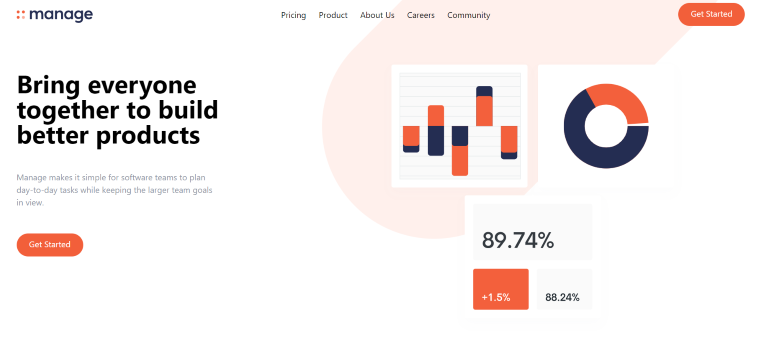 manage
Pricing Product About Us Careers Community
Get Started
Bring everyone
together to build
better products
Manage makes it simple for software teams to plan
day-to-day tasks while keeping the larger team goals
in view.
Get Started
89.74%
+1.5%
88.24%